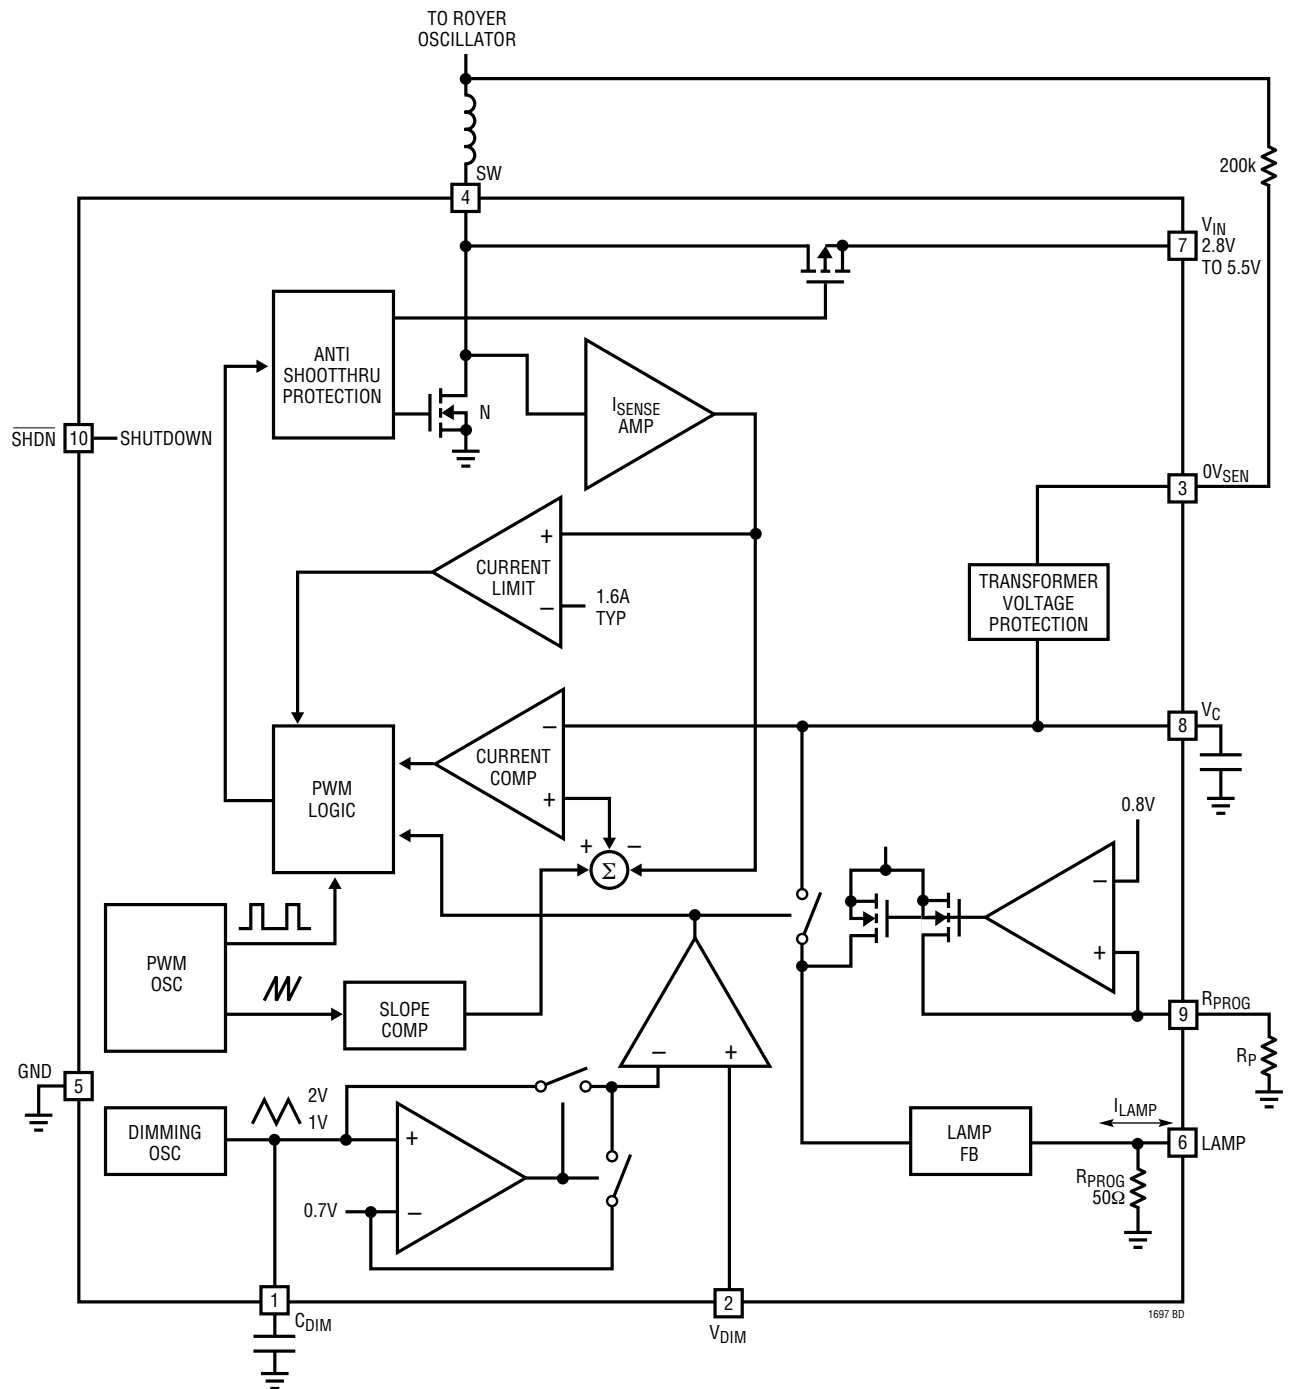 TO ROYER
OSCILLATOR
200k
SW
4
VIN
7
2.8V
TO 5.5V
ANTI
SHOOTTHRU
PROTECTION
N
ISENSE
AMP
SHDN
10
SHUTDOWN
0VSEN
3
+
CURRENT
LIMIT
–
1.6A
TYP
TRANSFORMER
VOLTAGE
PROTECTION
VC
8
–
CURRENT
COMP
+
PWM
LOGIC
0.8V
+
–
Σ
–
+
PWM
OSC
SLOPE
COMP
RPROG
9
RP
–
+
GND
5
2V
1V
DIMMING
OSC
+
–
0.7V
LAMP
FB
ILAMP
6
LAMP
RPROG
50Ω
1
CDIM
2
VDIM
1697 BD